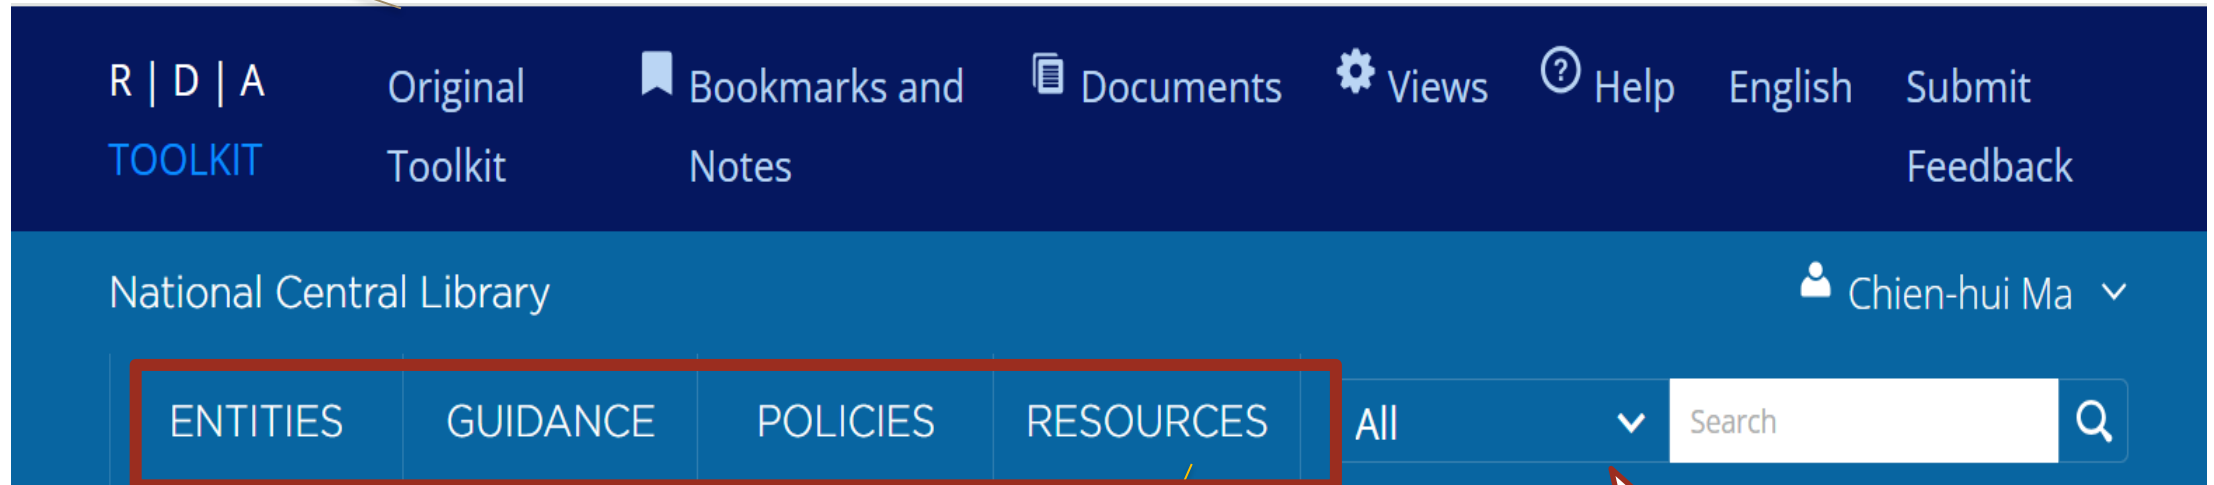 R | D | A Original Bookmarks and Documents Views Help English Submit
TOOLKIT Toolkit Notes Feedback
National Central Library Chien-hui Ma
ENTITIES GUIDANCE POLICIES RESOURCES All Search